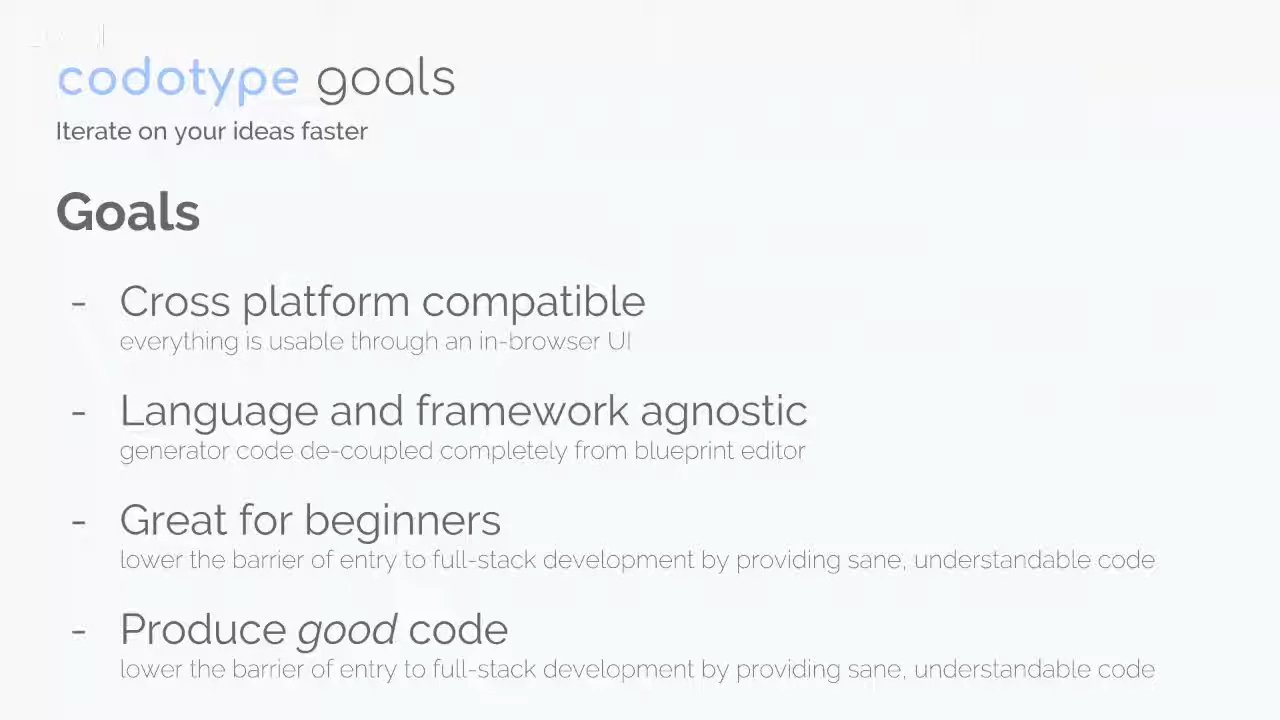 codotype goals
Iterate on your ideas faster
Goals
- Cross platform compatible
everything is usable through an in-browser UI
- Language and framework agnostic
generator code de-coupled completely from blueprint editor
- Great for beginners
lower the barrier of entry to full-stack development by providing sane, understandable code
- Produce good code
lower the barrier of entry to full-stack development by providing sane, understandable code